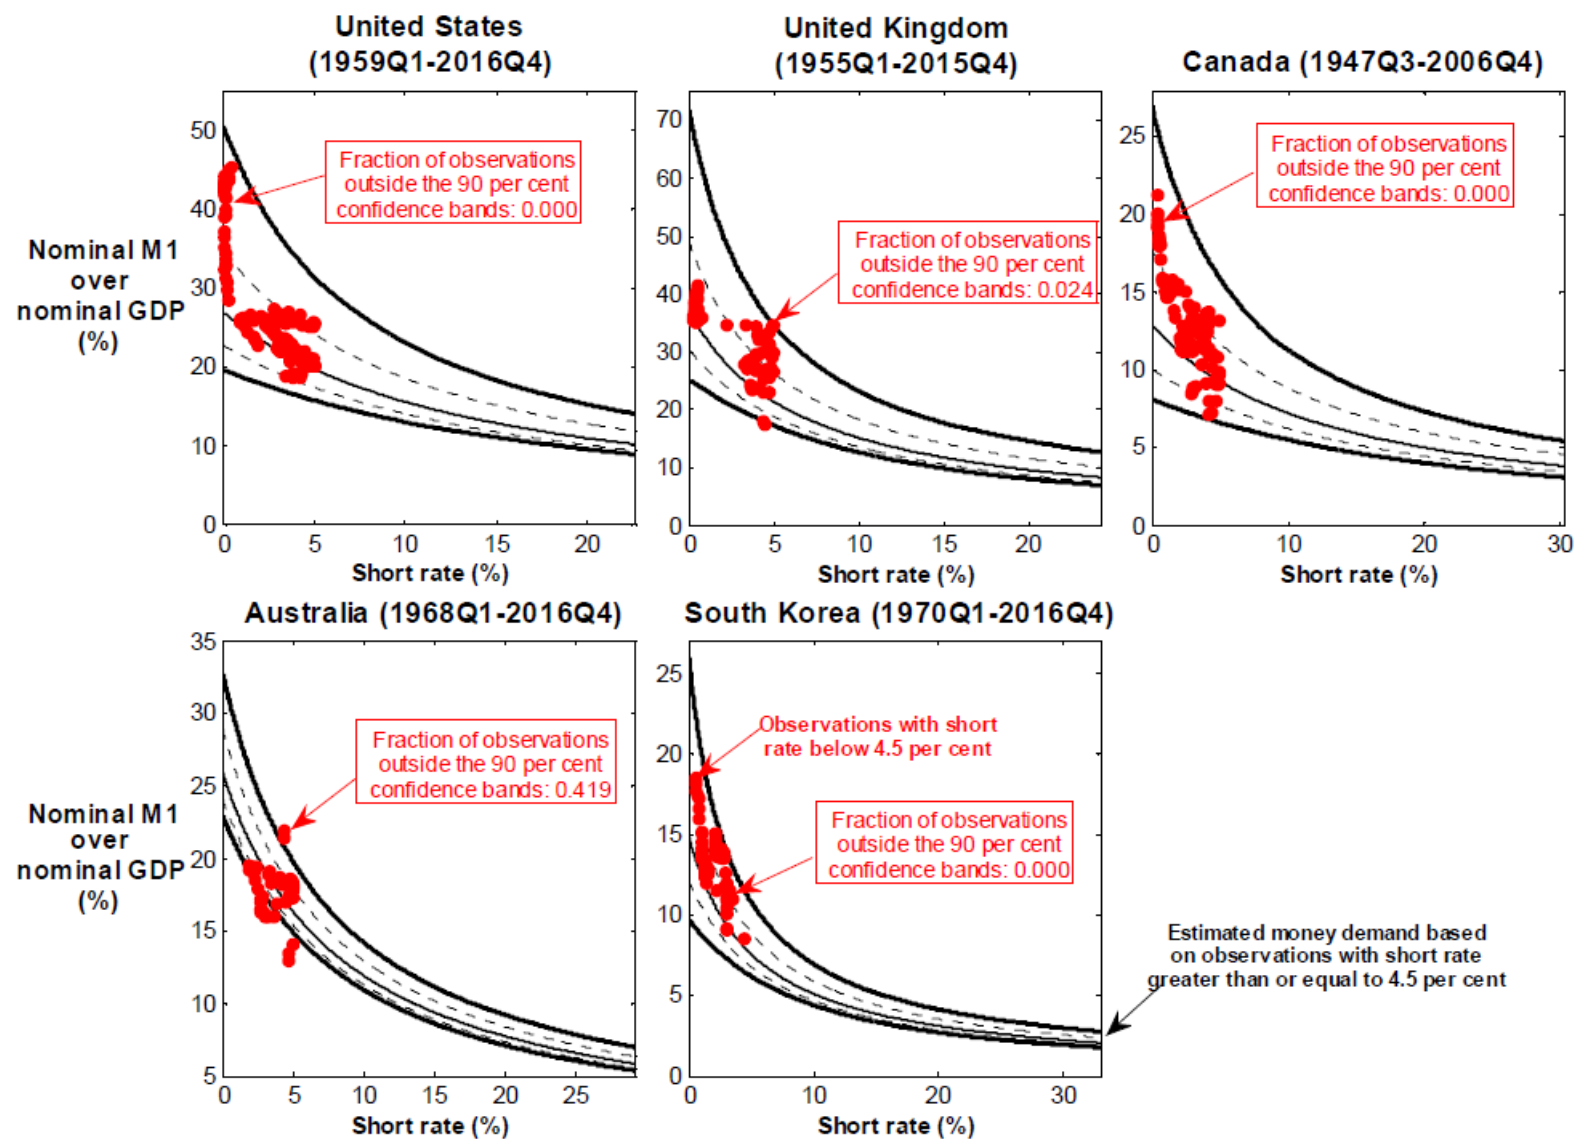 United States
(1959Q1-2016Q4)
United Kingdom
(1955Q1-2015Q4)
Canada (1947Q3-2006Q4)
Nominal M1
over
nominal GDP
(%)
50
40
30
20
10
0
Fraction of observations
outside the 90 per cent
confidence bands: 0.000
0 5 10 15 20
Short rate (%)
70
60
50
40
30
20
10
0
Fraction of observations
outside the 90 per cent
confidence bands: 0.024
0 5 10 15 20
Short rate (%)
25
20
15
10
5
0
Fraction of observations
outside the 90 per cent
confidence bands: 0.000
0 10 20 30
Short rate (%)
Australia (1968Q1-2016Q4)
South Korea (1970Q1-2016Q4)
Nominal M1
over
nominal GDP
(%)
35
30
25
20
15
10
5
Fraction of observations
outside the 90 per cent
confidence bands: 0.419
0 5 10 15 20 25
Short rate (%)
25
20
15
10
5
0
Observations with short
rate below 4.5 per cent
Fraction of observations
outside the 90 per cent
confidence bands: 0.000
0 10 20 30
Short rate (%)
Estimated money demand based
on observations with short rate
greater than or equal to 4.5 per cent